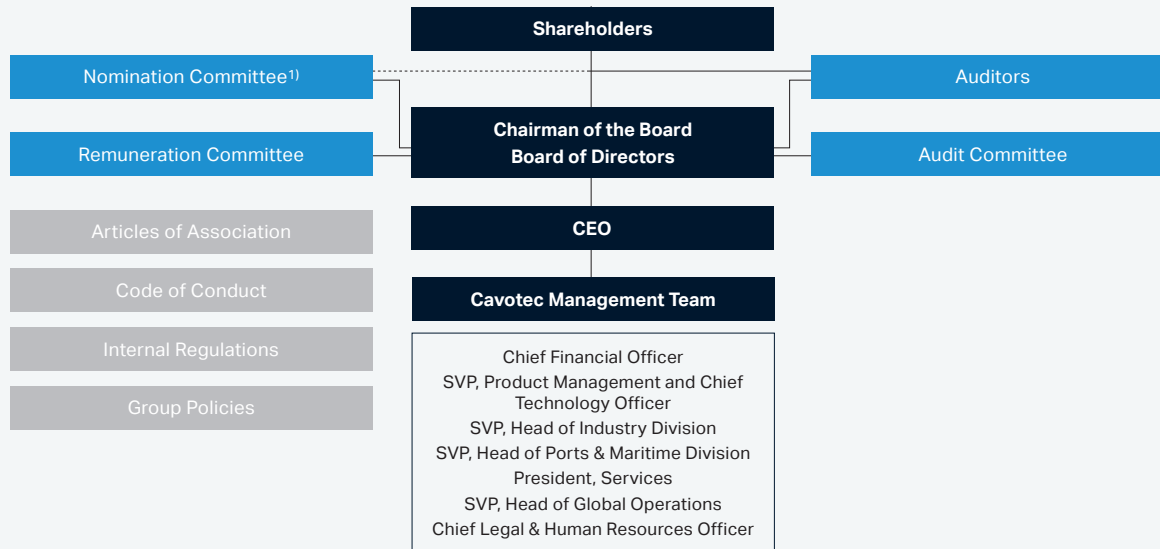 Shareholders
Nomination Committee¹⁾
Auditors
Chairman of the Board
Board of Directors
Remuneration Committee
Audit Committee
Articles of Association
CEO
Code of Conduct
Cavotec Management Team
Internal Regulations
Group Policies
Chief Financial Officer
SVP, Product Management and Chief
Technology Officer
SVP, Head of Industry Division
SVP, Head of Ports & Maritime Division
President, Services
SVP, Head of Global Operations
Chief Legal & Human Resources Officer